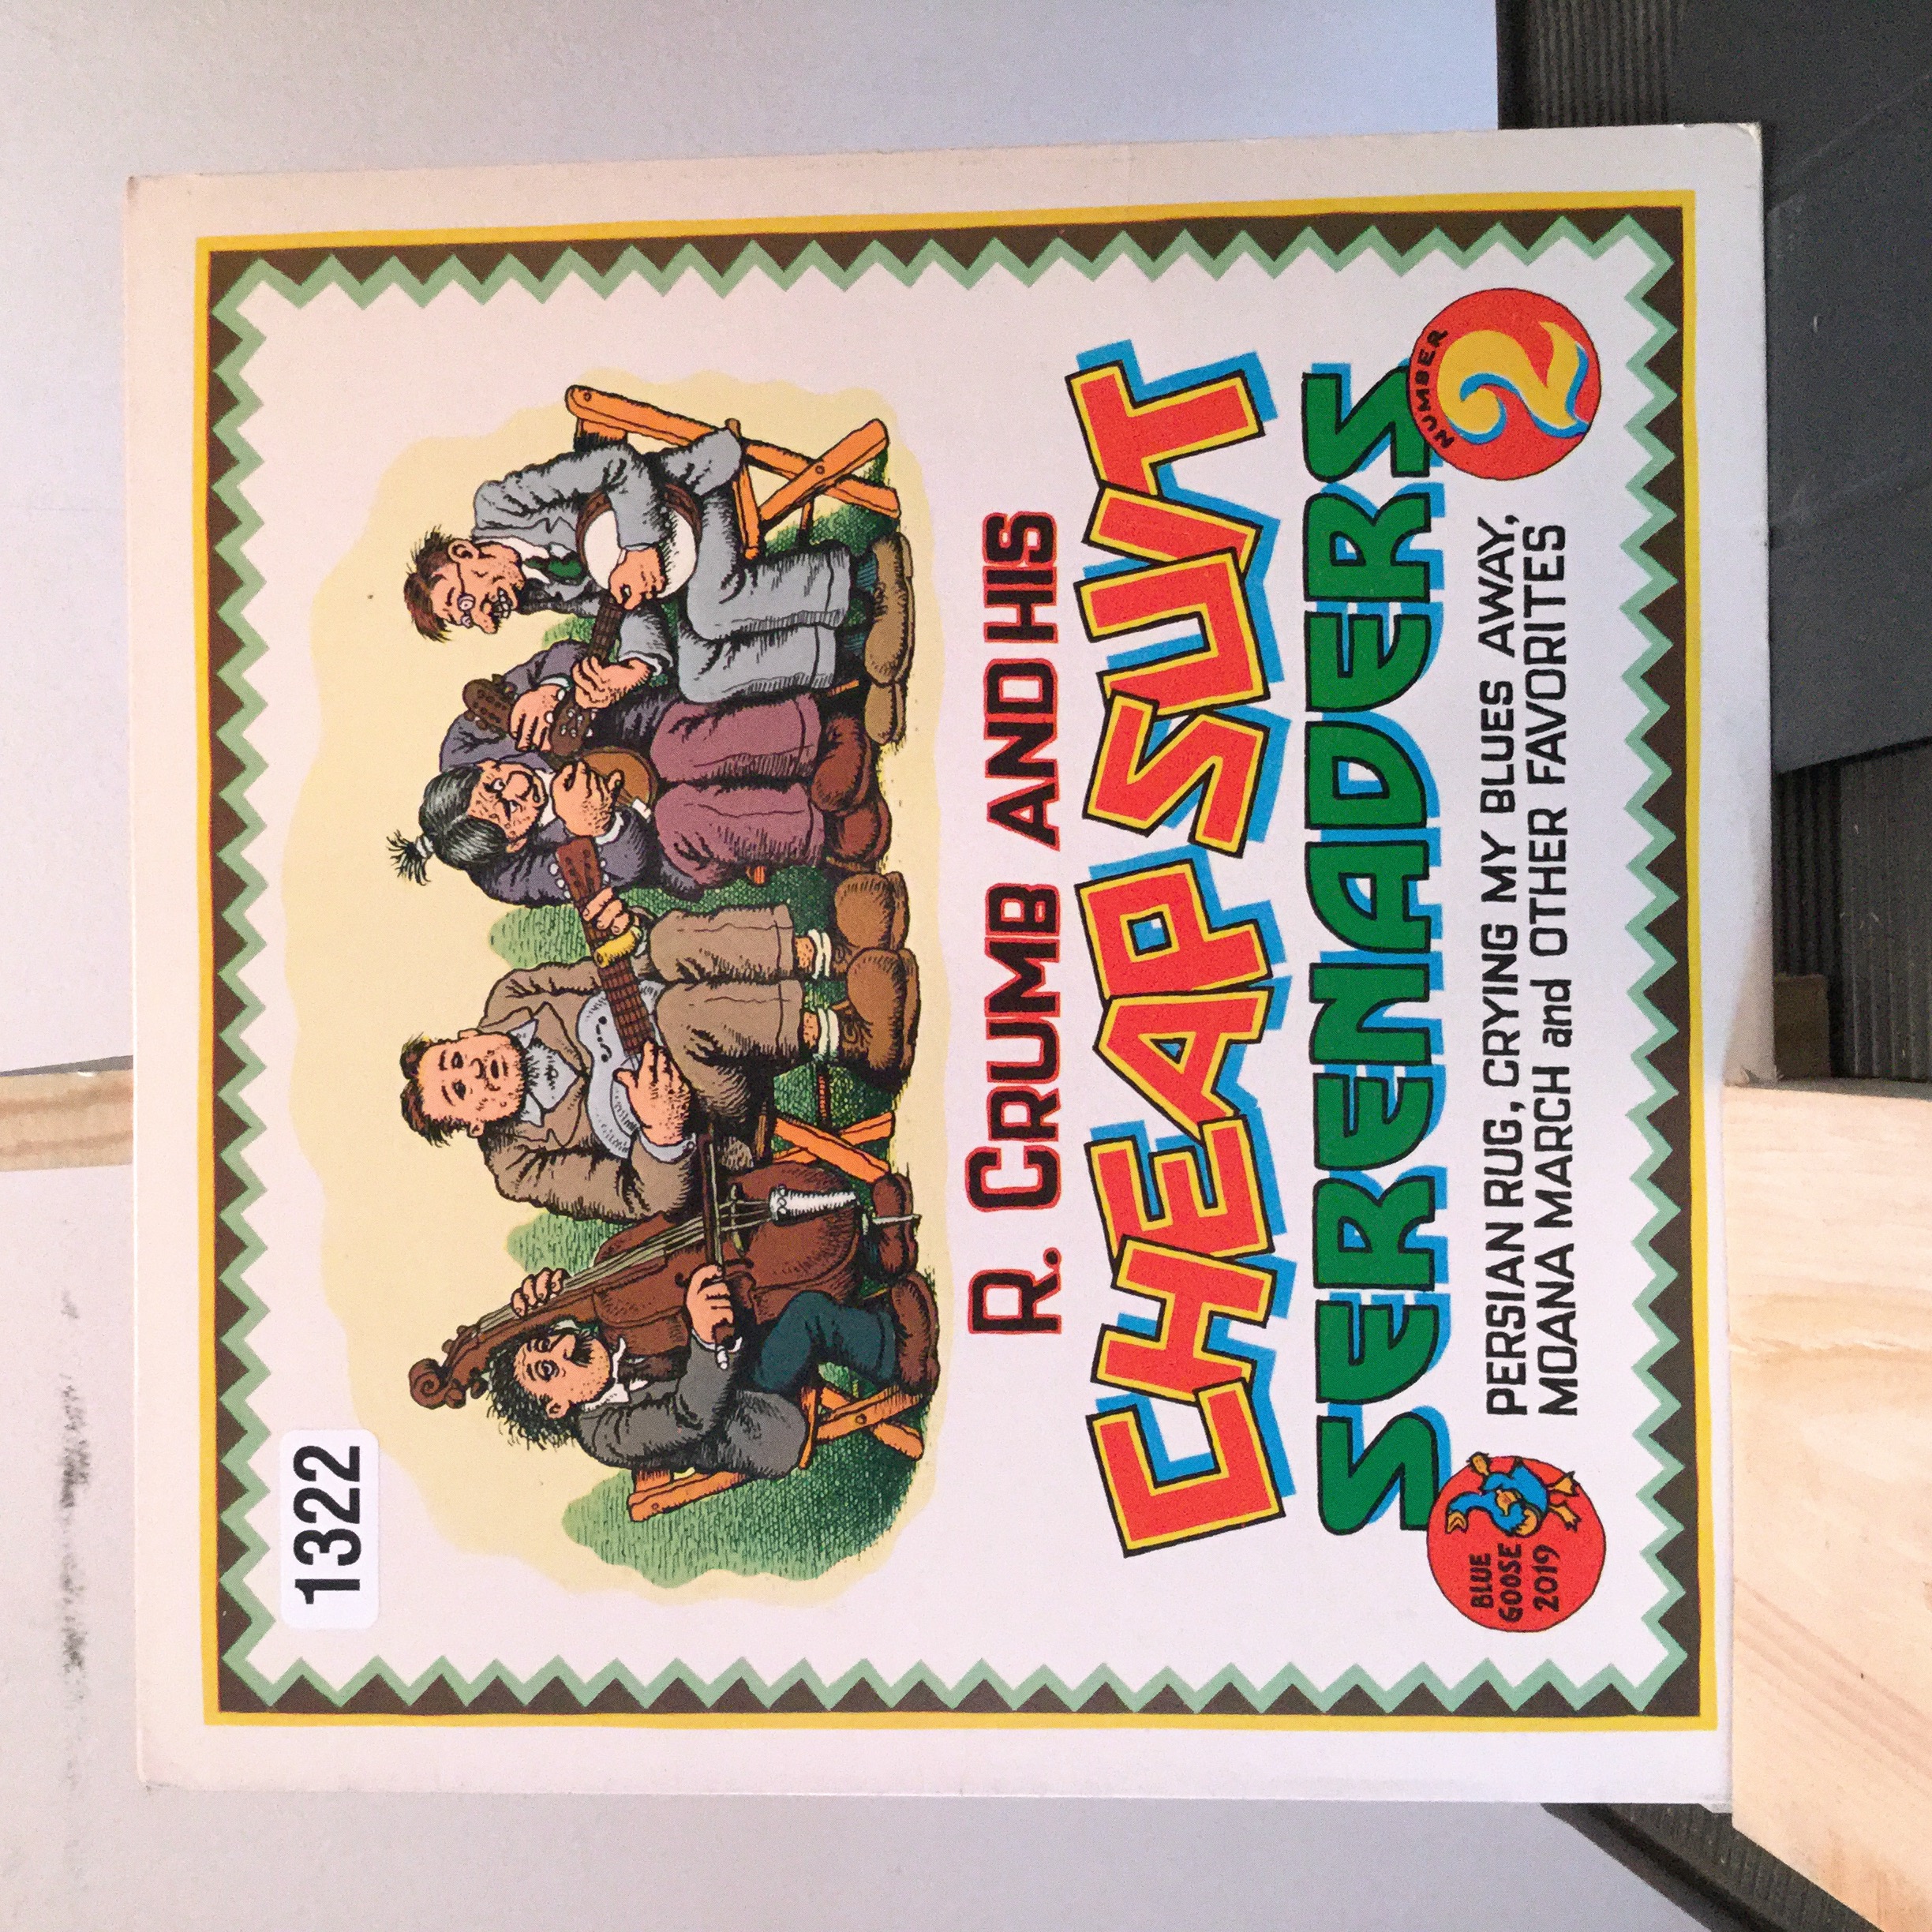 1322
R. CRUMB AND HIS
CHEAP SUIT
SERENADERS
NUMBER
2
BLUE
GOOSE
2019
PERSIAN RUG, CRYING MY BLUES AWAY,
MOANA MARCH and OTHER FAVORITES